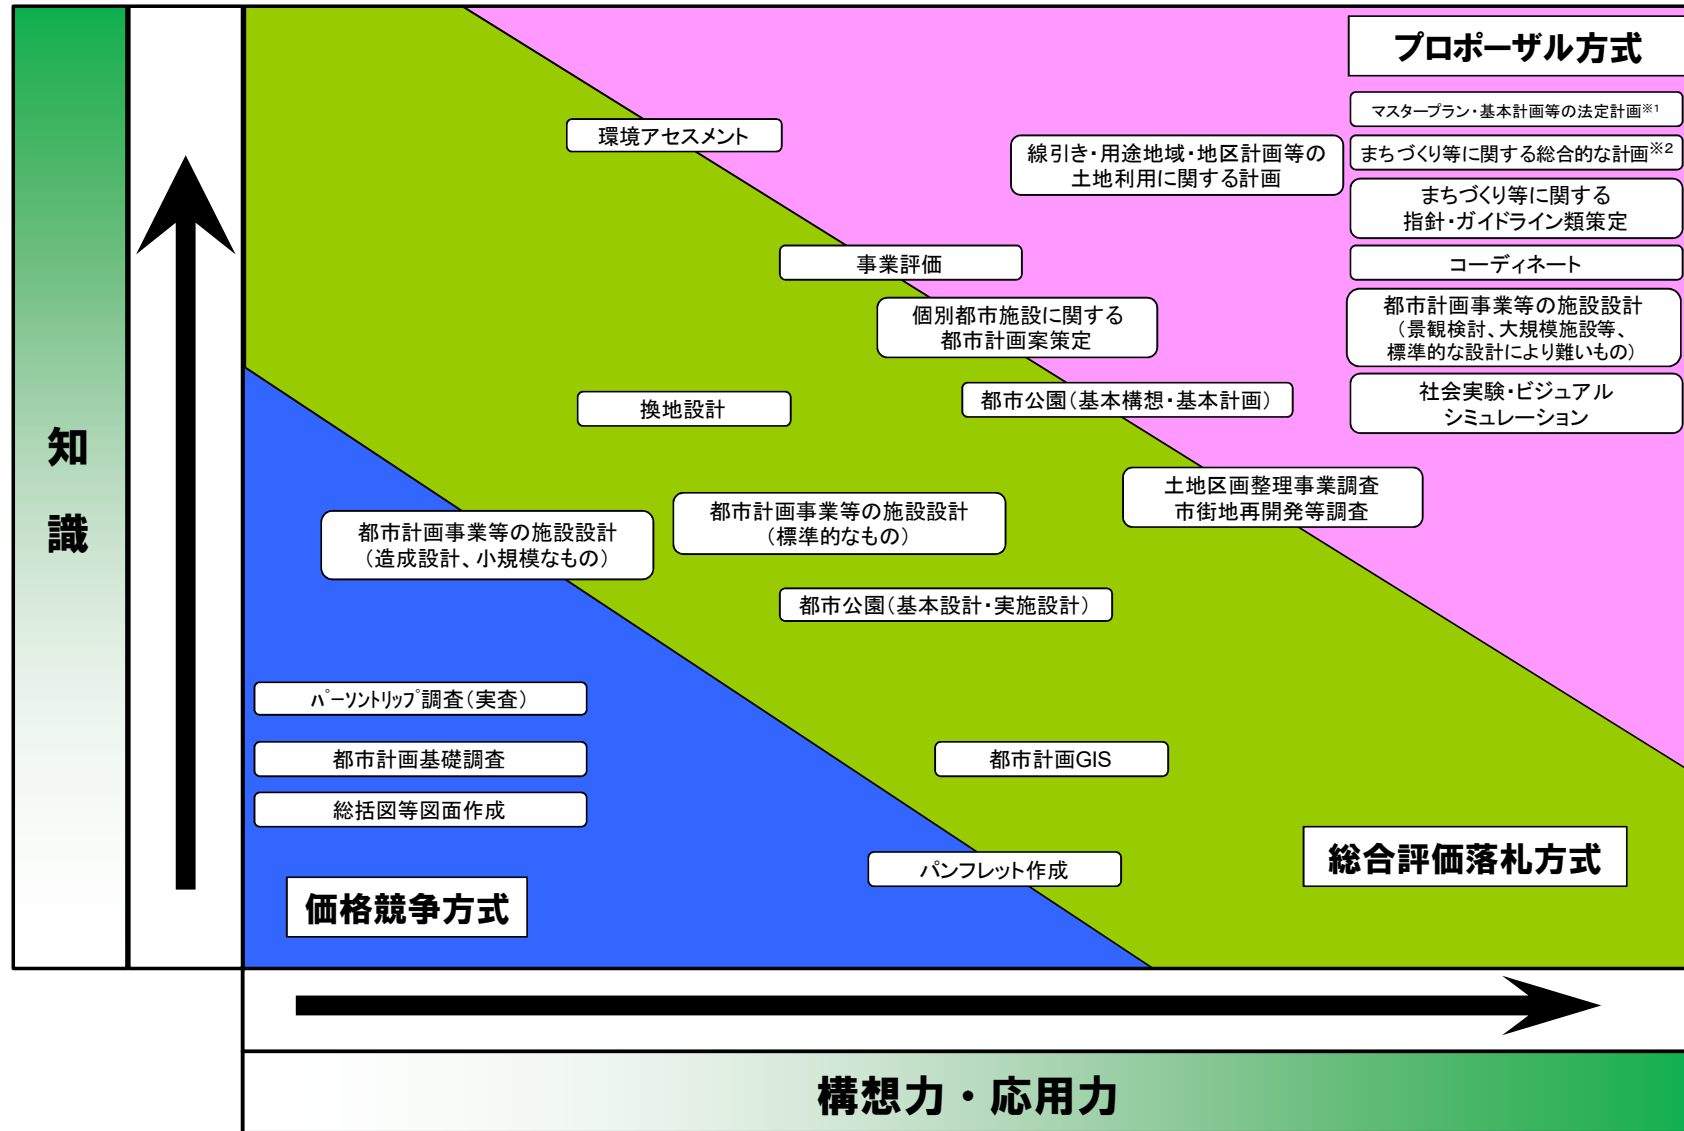 プロポーザル方式
マスタープラン・基本計画等の法定計画※1
環境アセスメント
線引き・用途地域・地区計画等の
土地利用に関する計画
まちづくり等に関する総合的な計画※2
まちづくり等に関する
指針・ガイドライン類策定
事業評価
コーディネート
個別都市施設に関する
都市計画案策定
都市計画事業等の施設設計
(景観検討、大規模施設等、
標準的な設計により難いもの)
換地設計
都市公園(基本構想・基本計画)
社会実験・ビジュアル
シミュレーション
知
識
土地区画整理事業調査
市街地再開発等調査
都市計画事業等の施設設計
(標準的なもの)
都市計画事業等の施設設計
(造成設計、小規模なもの)
都市公園(基本設計・実施設計)
ﾊﾟｰｿﾝﾄﾘｯﾌﾟ調査(実査)
都市計画基礎調査
都市計画GIS
総括図等図面作成
総合評価落札方式
パンフレット作成
価格競争方式
構想力・応用力